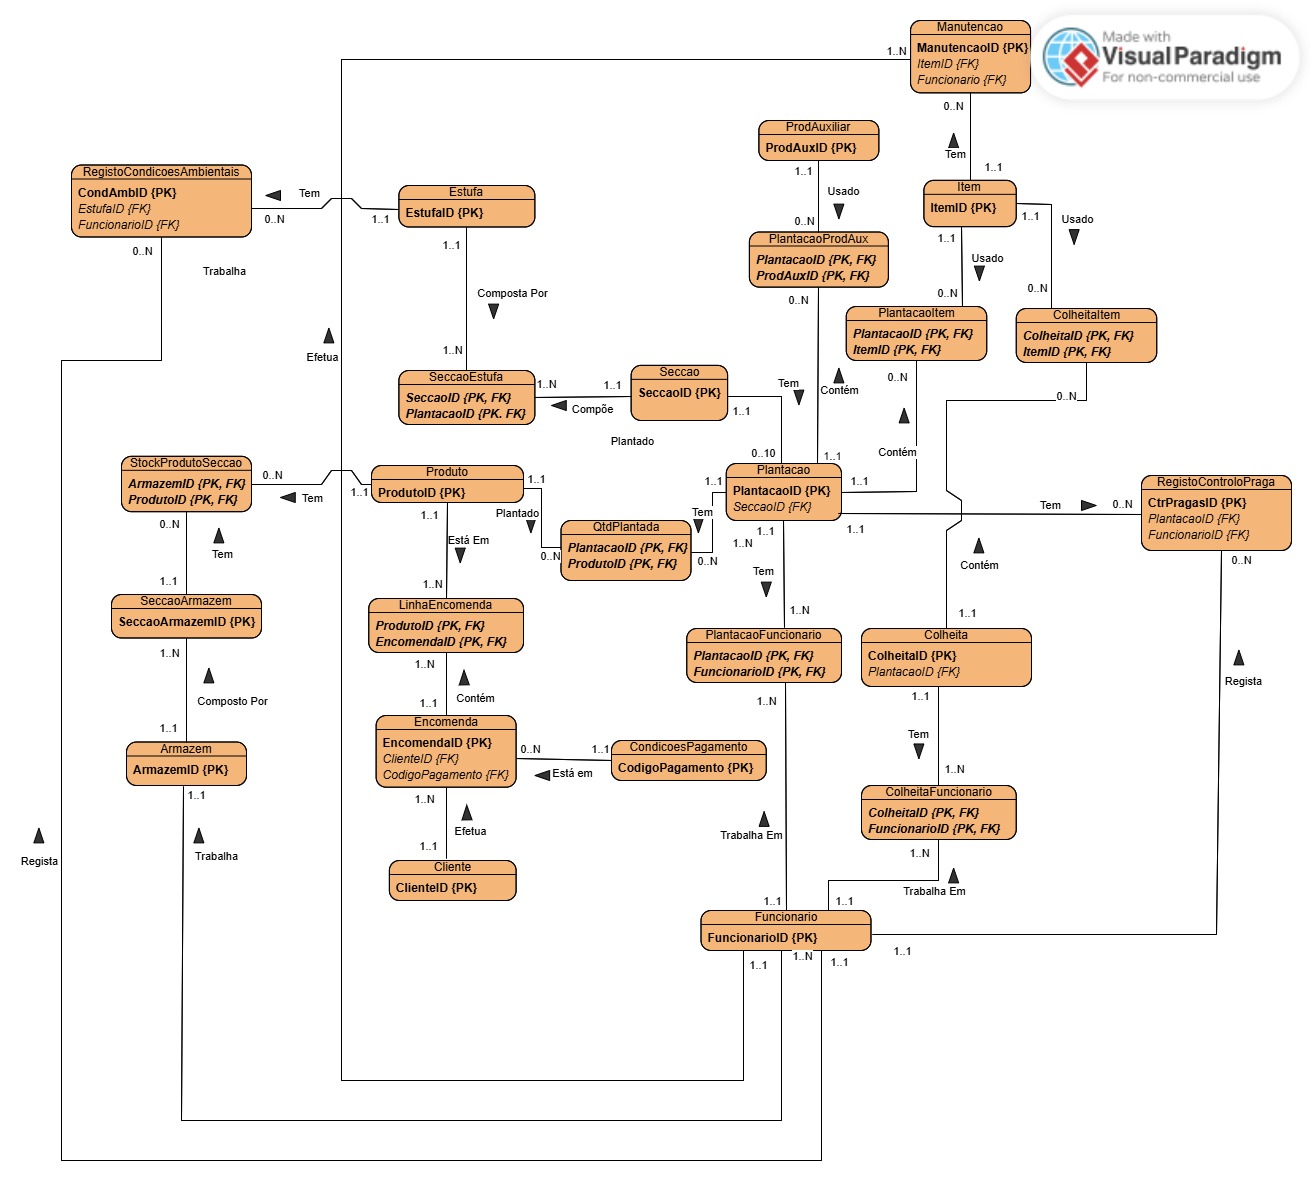 Manutencao
ManutencaoID {PK}
ItemID {FK}
Funcionario {FK}
Made with
VisualParadigm
For non-commercial use
1..N
0..N
Tem
1..1
ProdAuxiliar
ProdAuxID {PK}
1..1
Usado
0..N
RegistoCondicoesAmbientais
CondAmbID {PK}
EstufaID {FK}
FuncionarioID {FK}
Tem
0..N
1..1
0..N
Trabalha
Estufa
EstufaID {PK}
1..1
Composta Por
1..N
Item
ItemID {PK}
1..1
Usado
1..1
Usado
0..N
0..N
PlantacaoProdAux
PlantacaoID {PK, FK}
ProdAuxID {PK, FK}
0..N
PlantacaoItem
PlantacaoID {PK, FK}
ItemID {PK, FK}
0..N
ColheitaItem
ColheitaID {PK, FK}
ItemID {PK, FK}
0..N
Efetua
SeccaoEstufa
SeccaoID {PK, FK}
PlantacaoID {PK. FK}
1..N
1..1
Compõe
Seccao
SeccaoID {PK}
1..1
Tem
Contém
Contém
Plantado
0..10
1..1
StockProdutoSeccao
ArmazemID {PK, FK}
ProdutoID {PK, FK}
0..N
Tem
1..1
0..N
Tem
1..1
Produto
ProdutoID {PK}
1..1
Plantado
0..N
1..1
Está Em
1..N
QtdPlantada
PlantacaoID {PK, FK}
ProdutoID {PK, FK}
0..N
Tem
1..1
Plantacao
PlantacaoID {PK}
SeccaoID {FK}
1..1
1..1
1..1
1..N
Tem
1..N
Tem
0..N
RegistoControloPraga
CtrPragasID {PK}
PlantacaoID {FK}
FuncionarioID {FK}
0..N
Contém
1..1
SeccaoArmazem
SeccaoArmazemID {PK}
1..N
Composto Por
1..1
LinhaEncomenda
ProdutoID {PK, FK}
EncomendaID {PK, FK}
1..N
Contém
1..1
PlantacaoFuncionario
PlantacaoID {PK, FK}
FuncionarioID {PK, FK}
1..N
Colheita
ColheitaID {PK}
PlantacaoID {FK}
1..1
Tem
1..N
Regista
Armazem
ArmazemID {PK}
1..1
Encomenda
EncomendaID {PK}
ClienteID {FK}
CodigoPagamento {FK}
0..N
1..1
Está em
CondicoesPagamento
CodigoPagamento {PK}
1..N
Efetua
1..1
ColheitaFuncionario
ColheitaID {PK, FK}
FuncionarioID {PK, FK}
1..N
Trabalha Em
Trabalha Em
Regista
Trabalha
Cliente
ClienteID {PK}
1..1
1..1
Funcionario
FuncionarioID {PK}
1..1
1..N
1..1
1..1